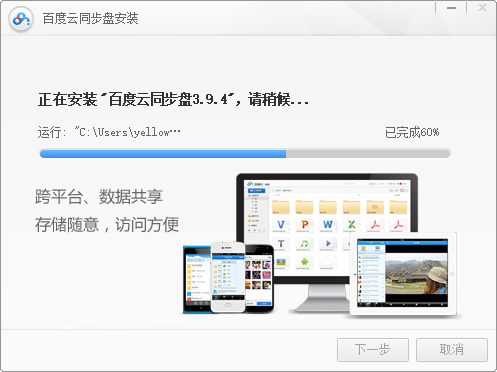 百度云同步盘安装
正在安装 "百度云同步盘3.9.4"，请稍候...
运行: "C:\Users\yellow…
已完成60%
跨平台、数据共享
存储随意，访问方便
下一步
取消